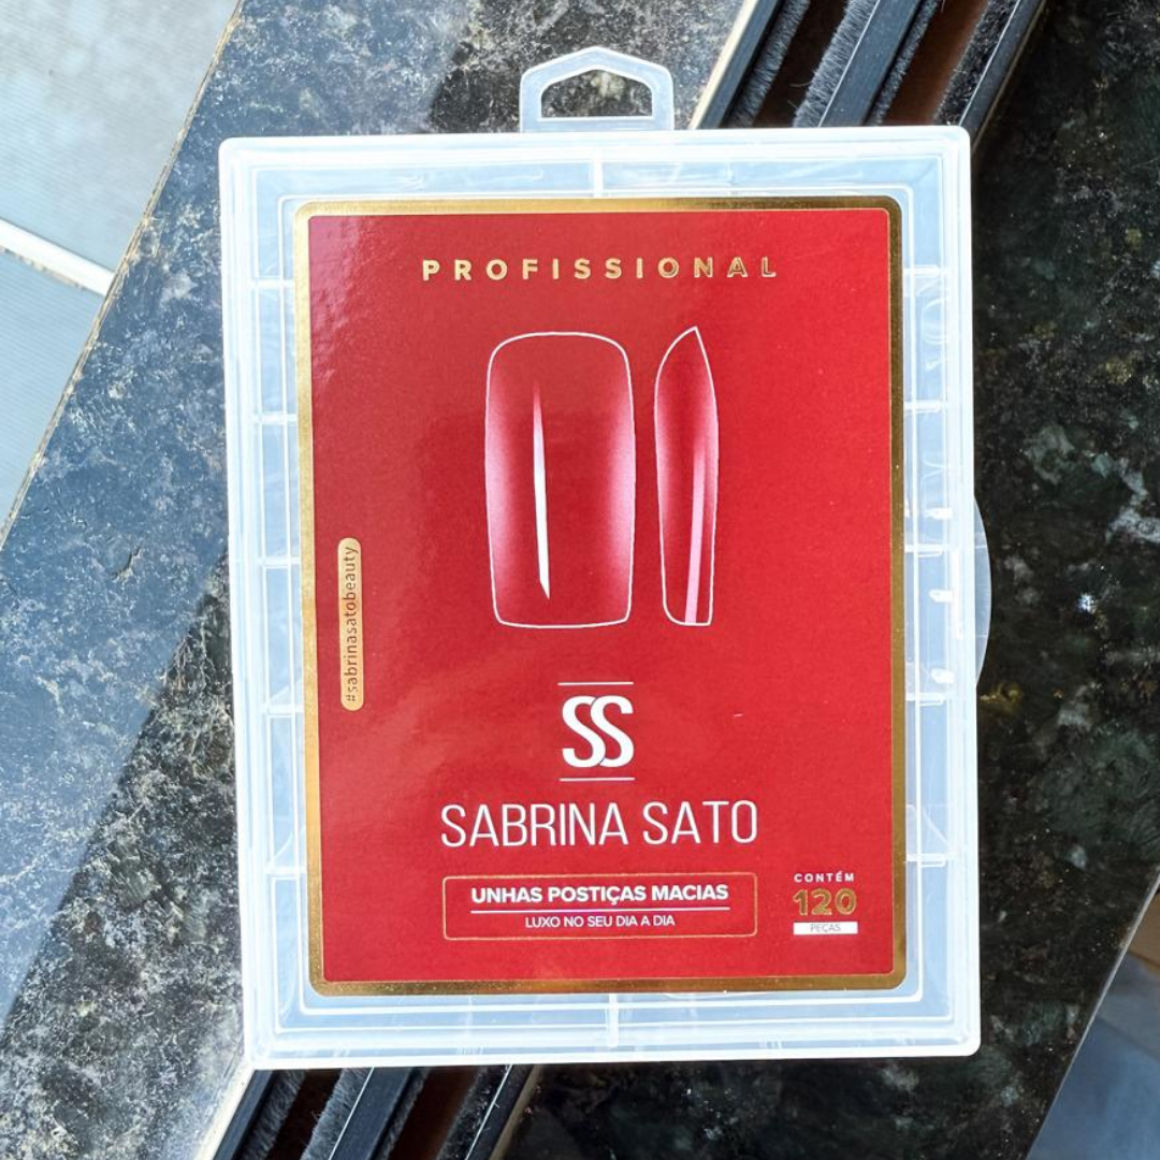 PROFISSIONAL
#sabrinasatobeauty
SS
SABRINA SATO
UNHAS POSTIÇAS MACIAS
LUXO NO SEU DIA A DIA
CONTÉM
120
PEÇAS